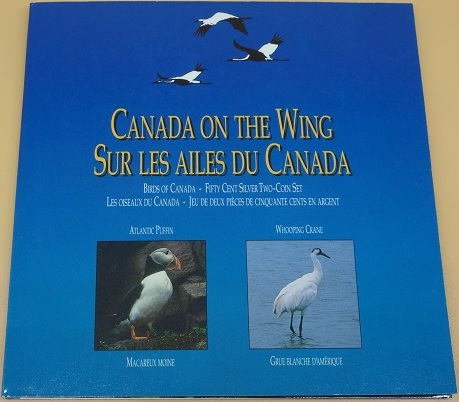 CANADA ON THE WING
SUR LES AILES DU CANADA
BIRDS OF CANADA - FIFTY CENT SILVER TWO-COIN SET
LES OISEAUX DU CANADA - JEU DE DEUX PIÈCES DE CINQUANTE CENTS EN ARGENT
ATLANTIC PUFFIN
WHOOPING CRANE
MACAREUX MOINE
GRUE BLANCHE D'AMÉRIQUE